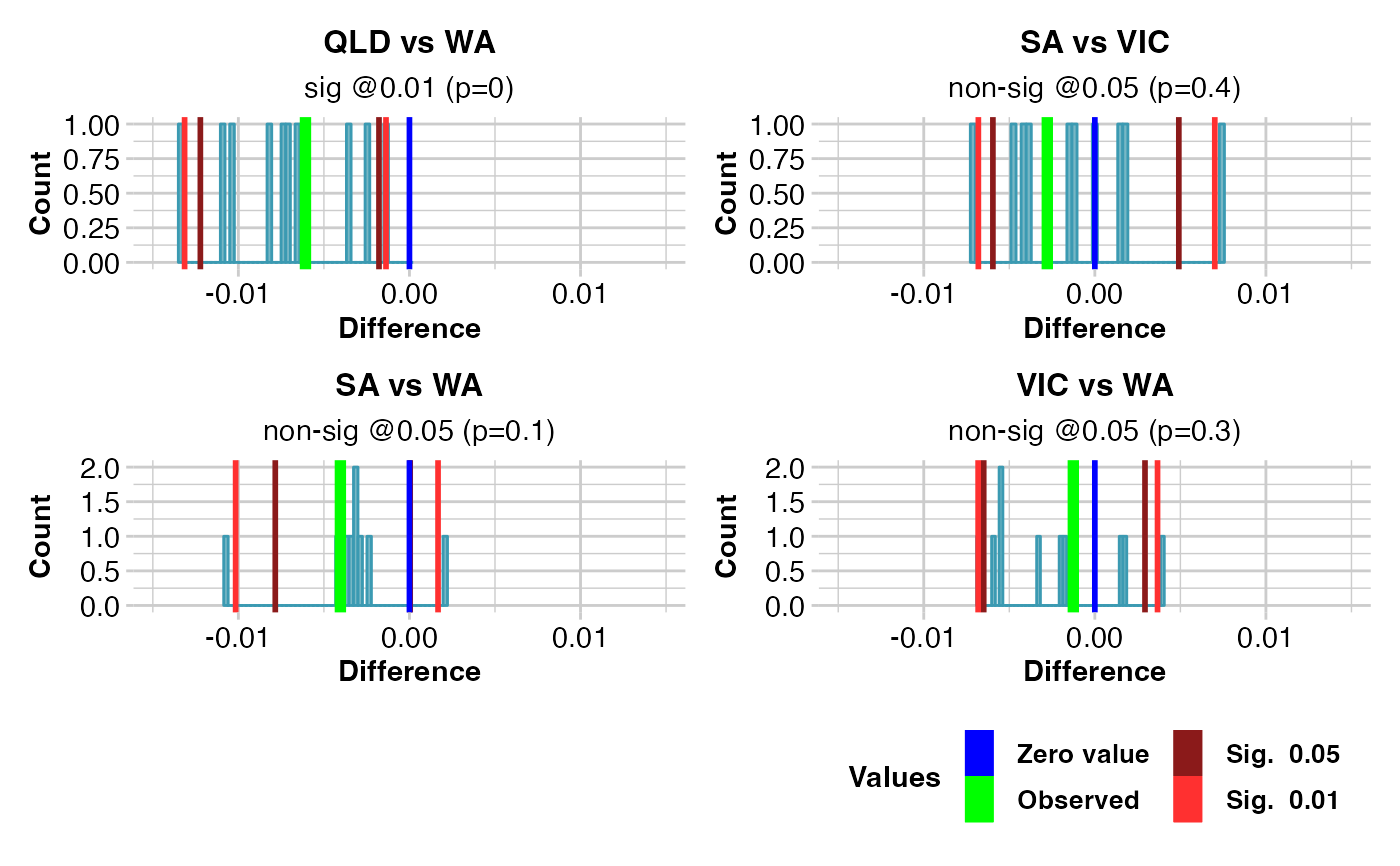 QLD vs WA
sig @0.01 (p=0)
1.00
0.75
0.50
0.25
0.00
Count
-0.01 0.00 0.01
Difference
SA vs VIC
non-sig @0.05 (p=0.4)
1.00
0.75
0.50
0.25
0.00
Count
-0.01 0.00 0.01
Difference
SA vs WA
non-sig @0.05 (p=0.1)
2.0
1.5
1.0
0.5
0.0
Count
-0.01 0.00 0.01
Difference
VIC vs WA
non-sig @0.05 (p=0.3)
2.0
1.5
1.0
0.5
0.0
Count
-0.01 0.00 0.01
Difference
Values
Zero value
Observed
Sig. 0.05
Sig. 0.01